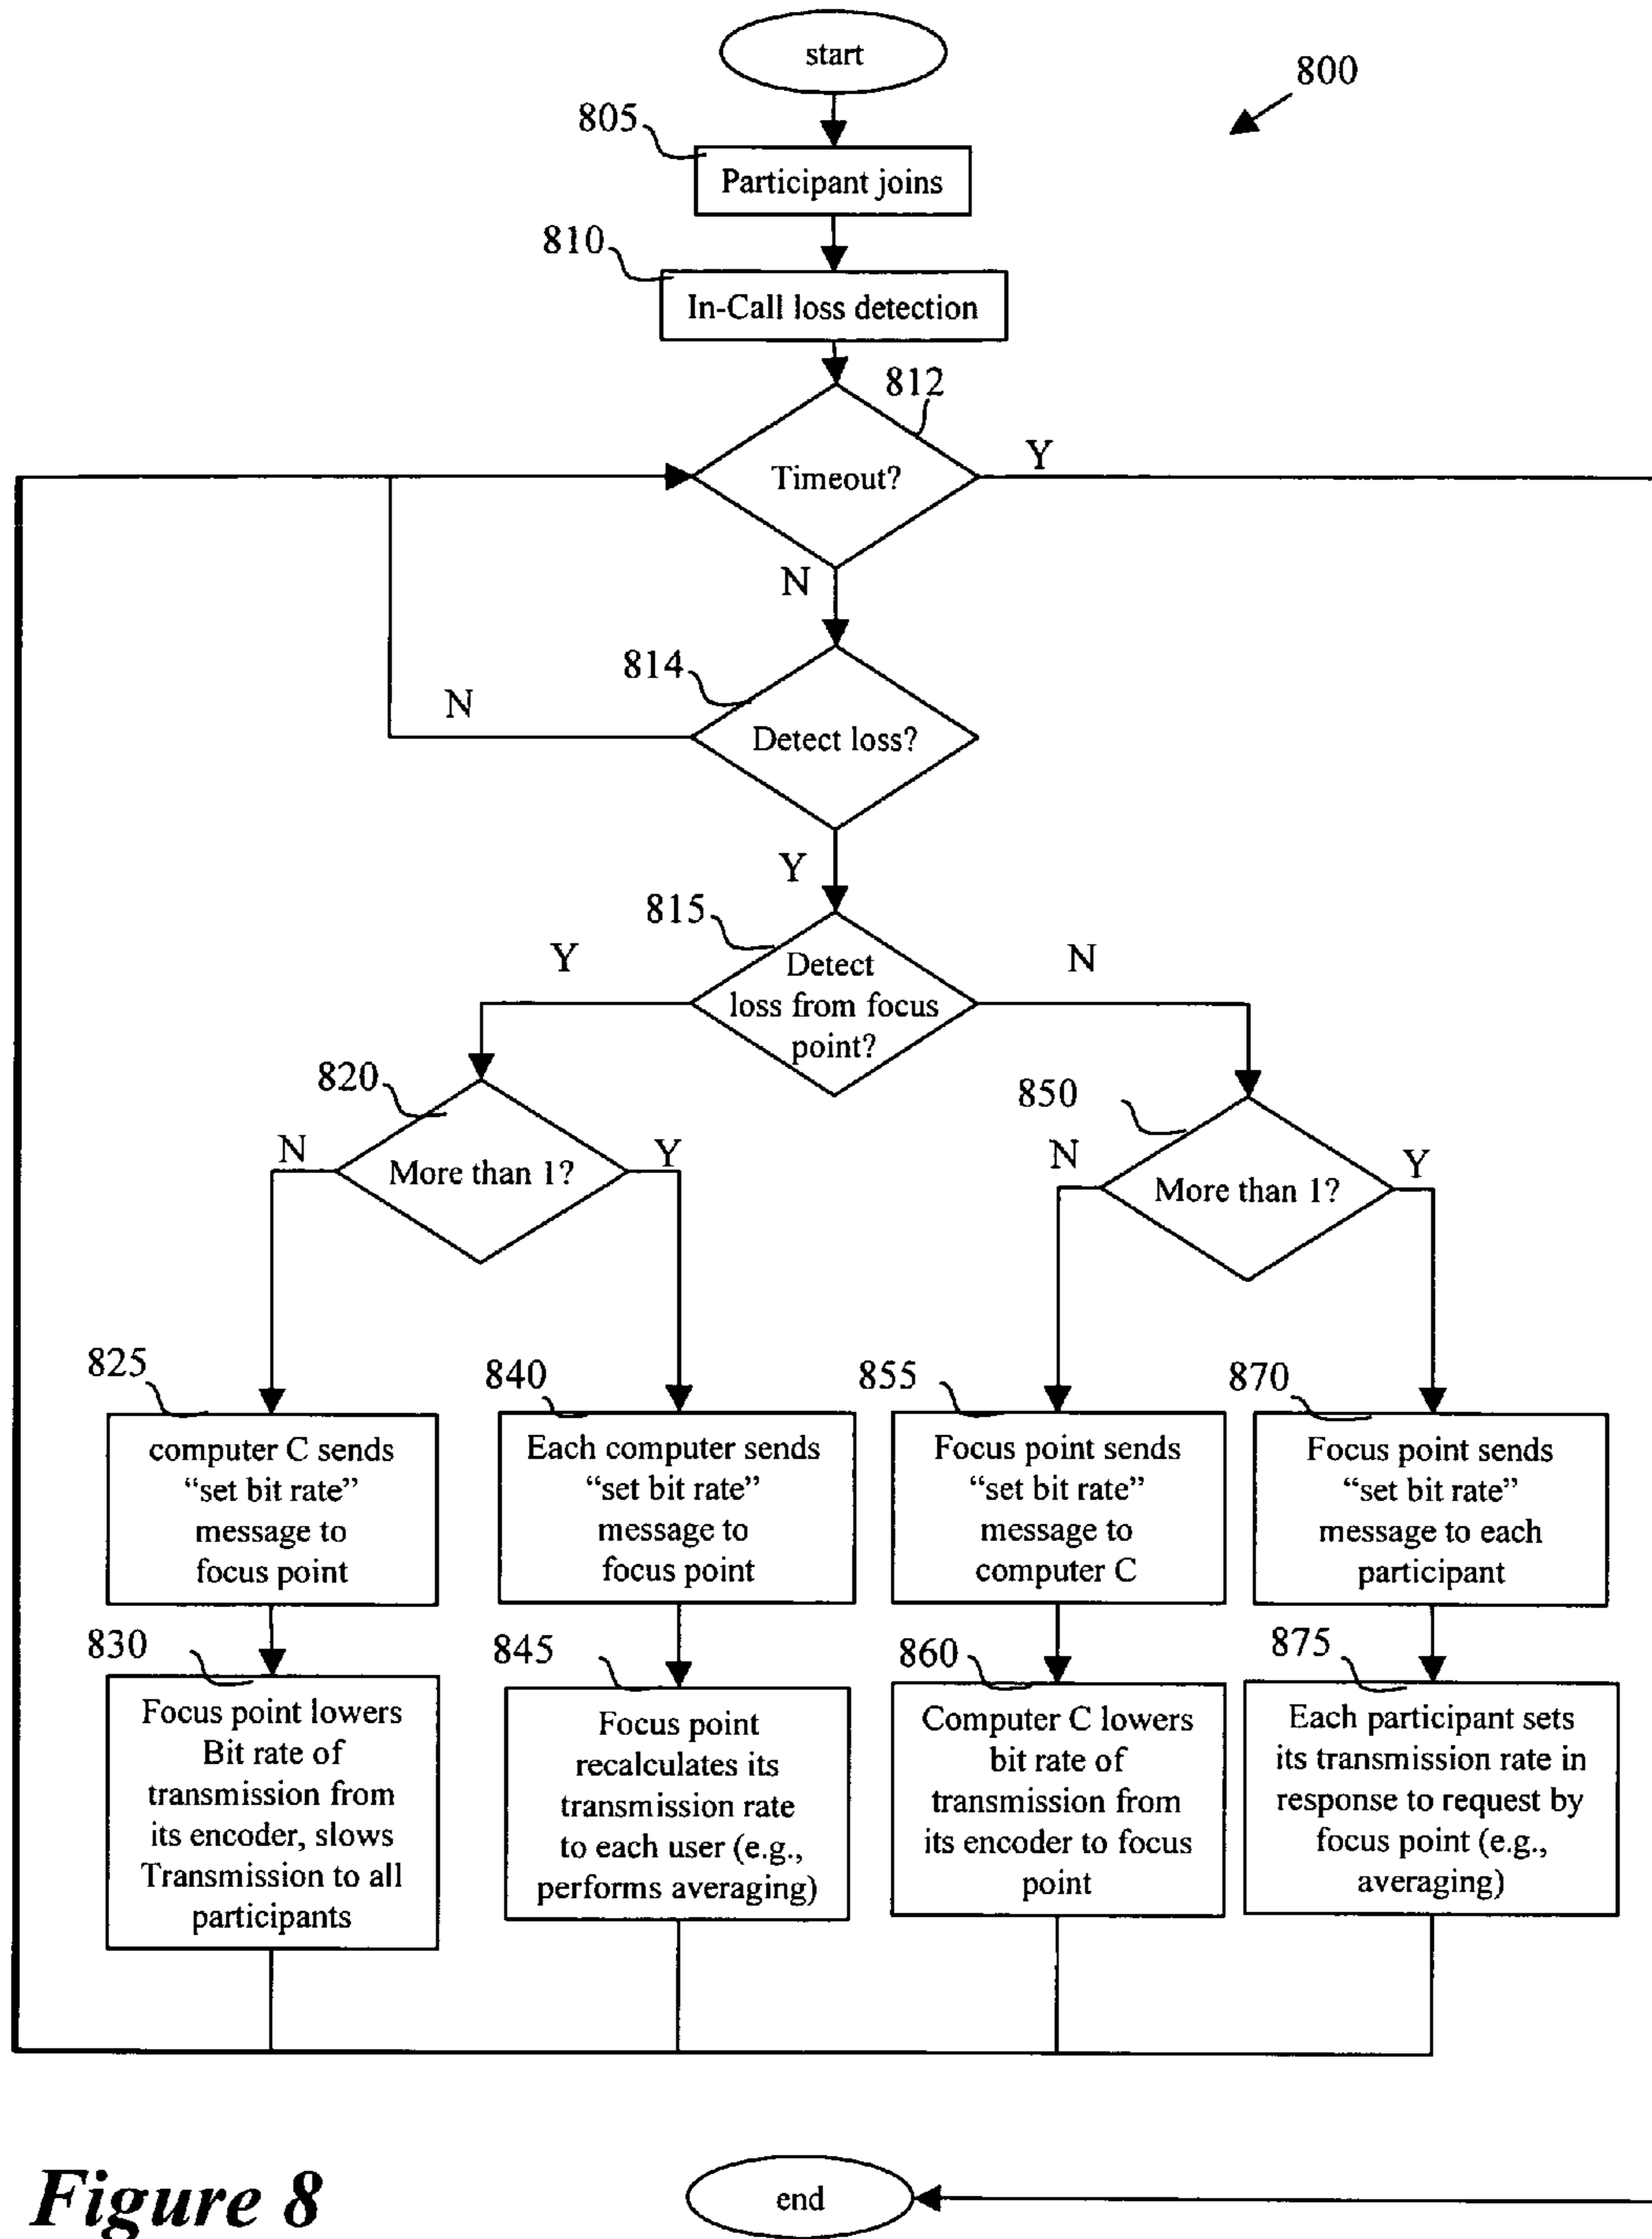 start
800
805
Participant joins
810
In-Call loss detection
812
Timeout?
Y
N
814
Detect loss?
N
Y
815
Detect
loss from focus
point?
Y
N
820
More than 1?
N
Y
850
More than 1?
N
Y
825
computer C sends
“set bit rate”
message to
focus point
840
Each computer sends
“set bit rate”
message to
focus point
855
Focus point sends
“set bit rate”
message to
computer C
870
Focus point sends
“set bit rate”
message to each
participant
830
Focus point lowers
Bit rate of
transmission from
its encoder, slows
Transmission to all
participants
845
Focus point
recalculates its
transmission rate
to each user (e.g.,
performs averaging)
860
Computer C lowers
bit rate of
transmission from
its encoder to focus
point
875
Each participant sets
its transmission rate in
response to request by
focus point (e.g.,
averaging)
Figure 8
end